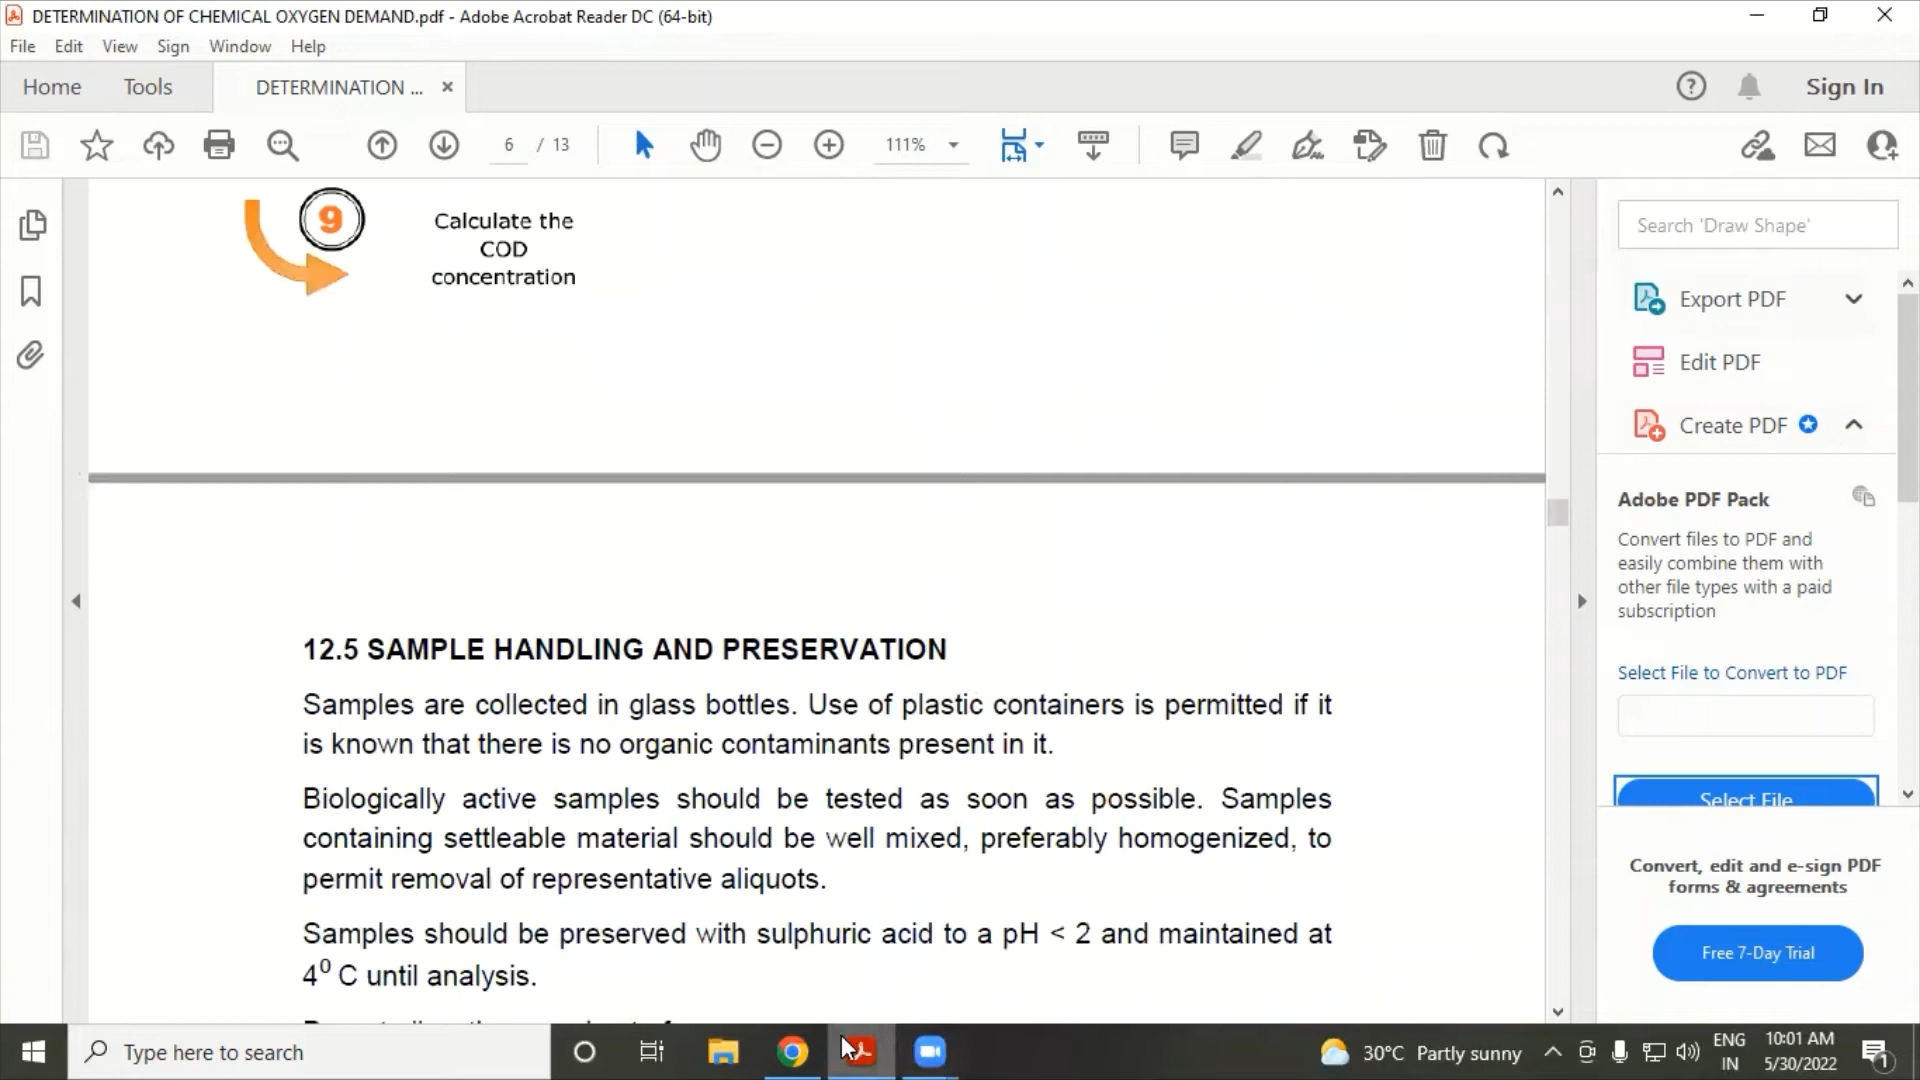 DETERMINATION OF CHEMICAL OXYGEN DEMAND.pdf - Adobe Acrobat Reader DC (64-bit)
File Edit View Sign Window Help
Home Tools DETERMINATION ... × Sign In
6 / 13 111%
9
Calculate the
COD
concentration
12.5 SAMPLE HANDLING AND PRESERVATION
Samples are collected in glass bottles. Use of plastic containers is permitted if it
is known that there is no organic contaminants present in it.
Biologically active samples should be tested as soon as possible. Samples
containing settleable material should be well mixed, preferably homogenized, to
permit removal of representative aliquots.
Samples should be preserved with sulphuric acid to a pH < 2 and maintained at
4⁰ C until analysis.
Search 'Draw Shape'
Export PDF
Edit PDF
Create PDF
Adobe PDF Pack
Convert files to PDF and
easily combine them with
other file types with a paid
subscription
Select File to Convert to PDF
Select File
Convert, edit and e-sign PDF
forms & agreements
Free 7-Day Trial
Type here to search
30°C Partly sunny
ENG
IN
10:01 AM
5/30/2022
1